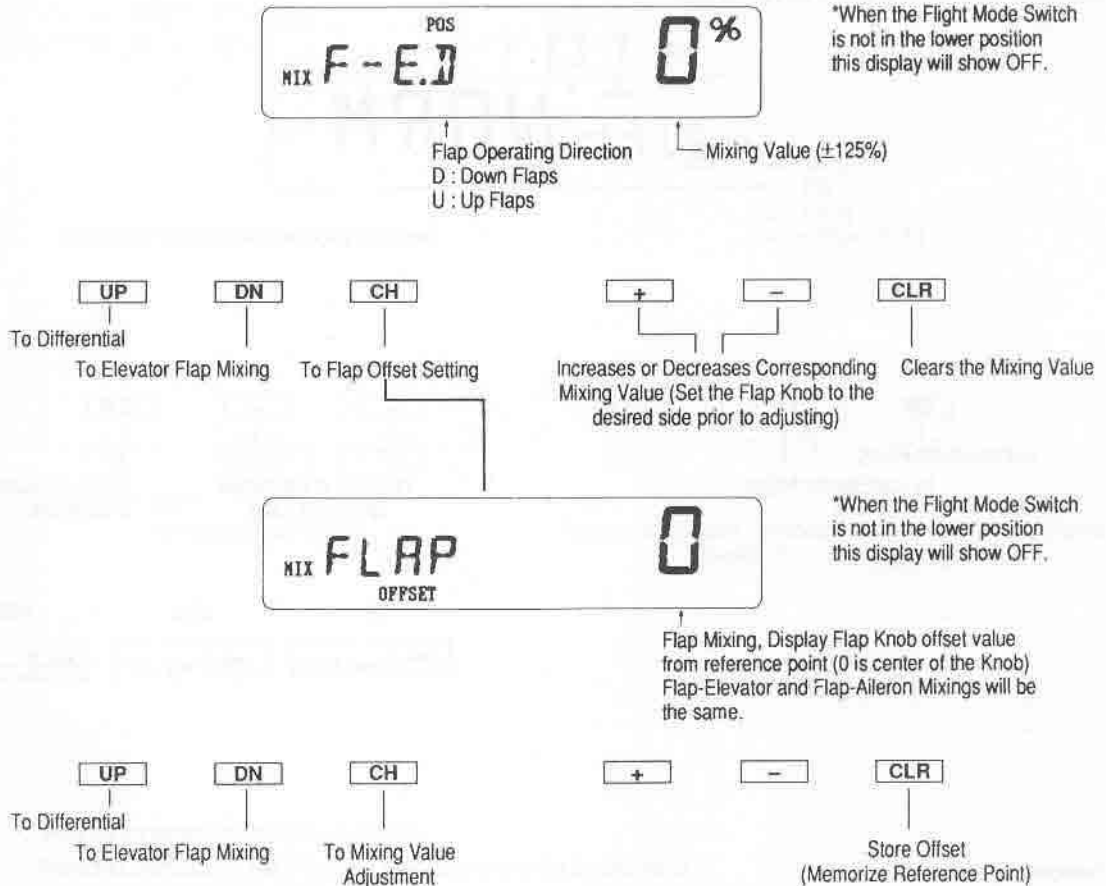 POS
MIX F-E.D 0%
*When the Flight Mode Switch
is not in the lower position
this display will show OFF.
Flap Operating Direction
D : Down Flaps
U : Up Flaps
Mixing Value (±125%)
UP DN CH + - CLR
To Differential
To Elevator Flap Mixing
To Flap Offset Setting
Increases or Decreases Corresponding
Mixing Value (Set the Flap Knob to the
desired side prior to adjusting)
Clears the Mixing Value
MIX FLAP 0
OFFSET
*When the Flight Mode Switch
is not in the lower position
this display will show OFF.
Flap Mixing, Display Flap Knob offset value
from reference point (0 is center of the Knob)
Flap-Elevator and Flap-Aileron Mixings will be
the same.
UP DN CH + - CLR
To Differential
To Elevator Flap Mixing
To Mixing Value
Adjustment
Store Offset
(Memorize Reference Point)